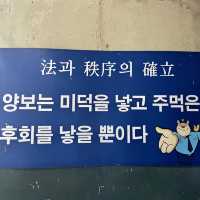 法과 秩序의 確立
양보는 미덕을 낳고 주먹은
후회를 낳을 뿐이다